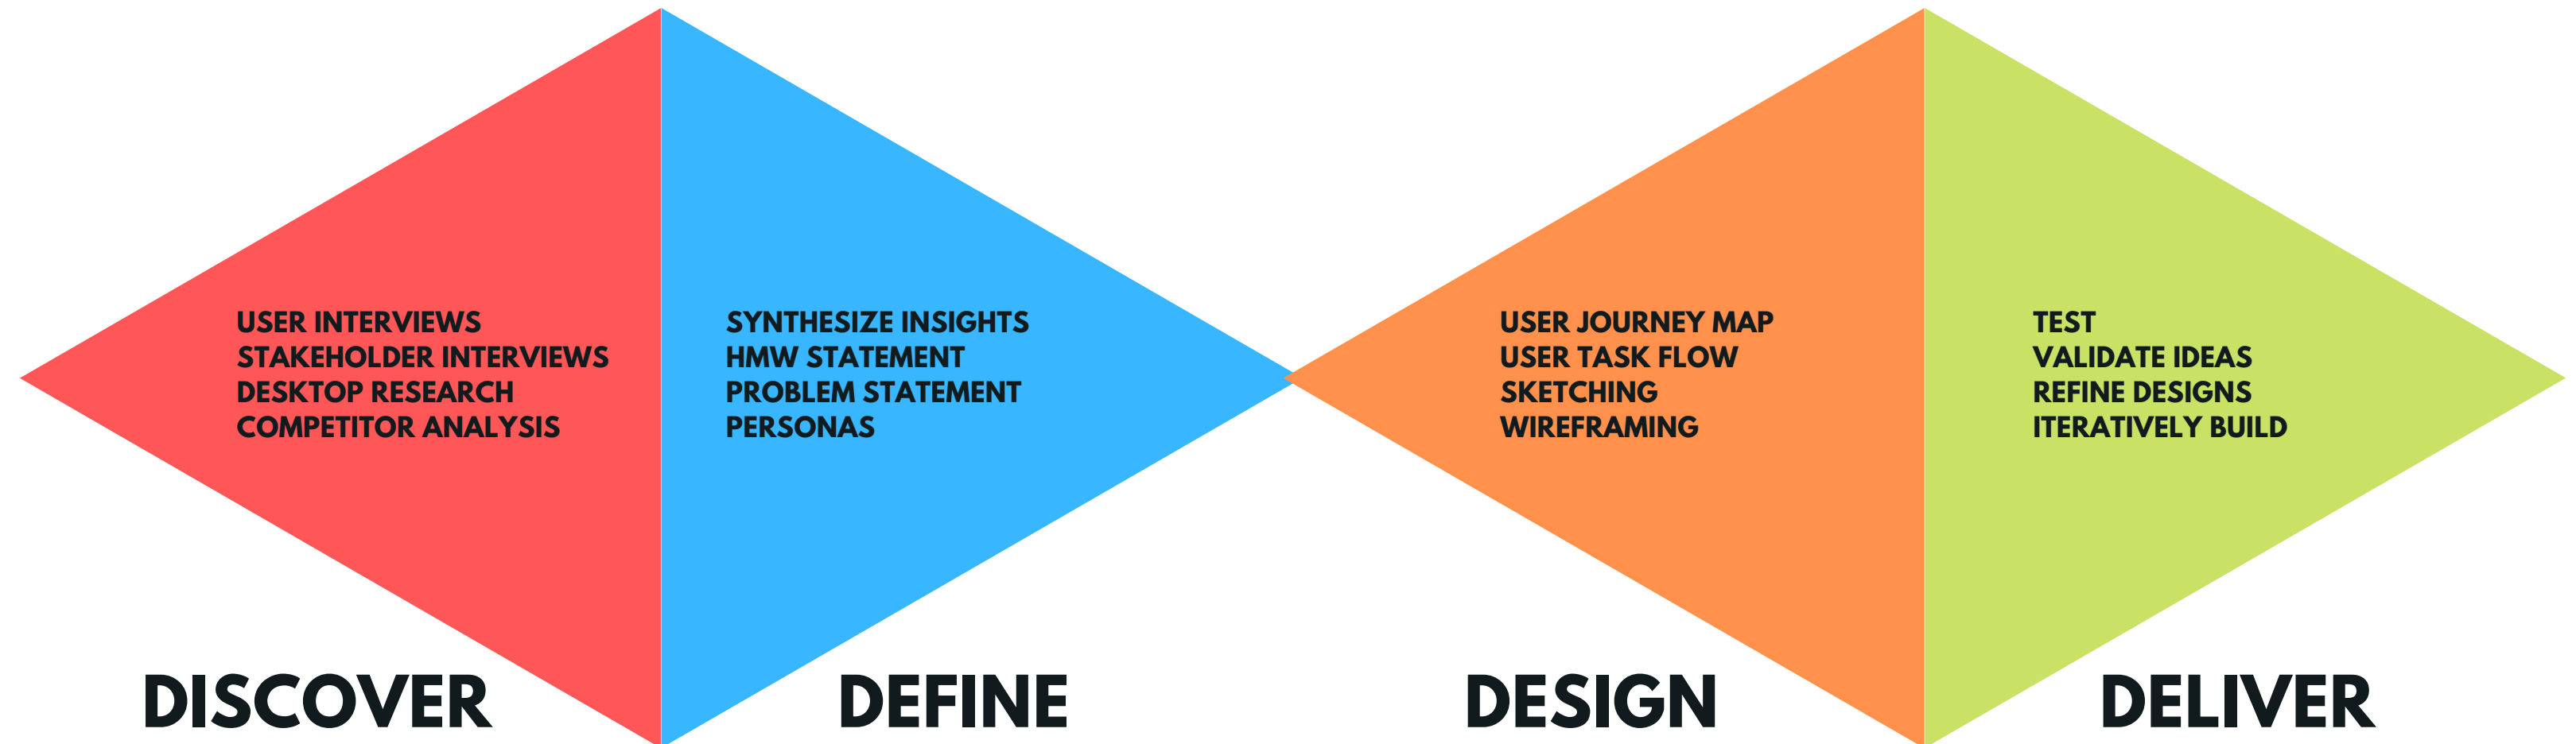 USER INTERVIEWS
STAKEHOLDER INTERVIEWS
DESKTOP RESEARCH
COMPETITOR ANALYSIS
SYNTHESIZE INSIGHTS
HMW STATEMENT
PROBLEM STATEMENT
PERSONAS
USER JOURNEY MAP
USER TASK FLOW
SKETCHING
WIREFRAMING
TEST
VALIDATE IDEAS
REFINE DESIGNS
ITERATIVELY BUILD
DISCOVER
DEFINE
DESIGN
DELIVER